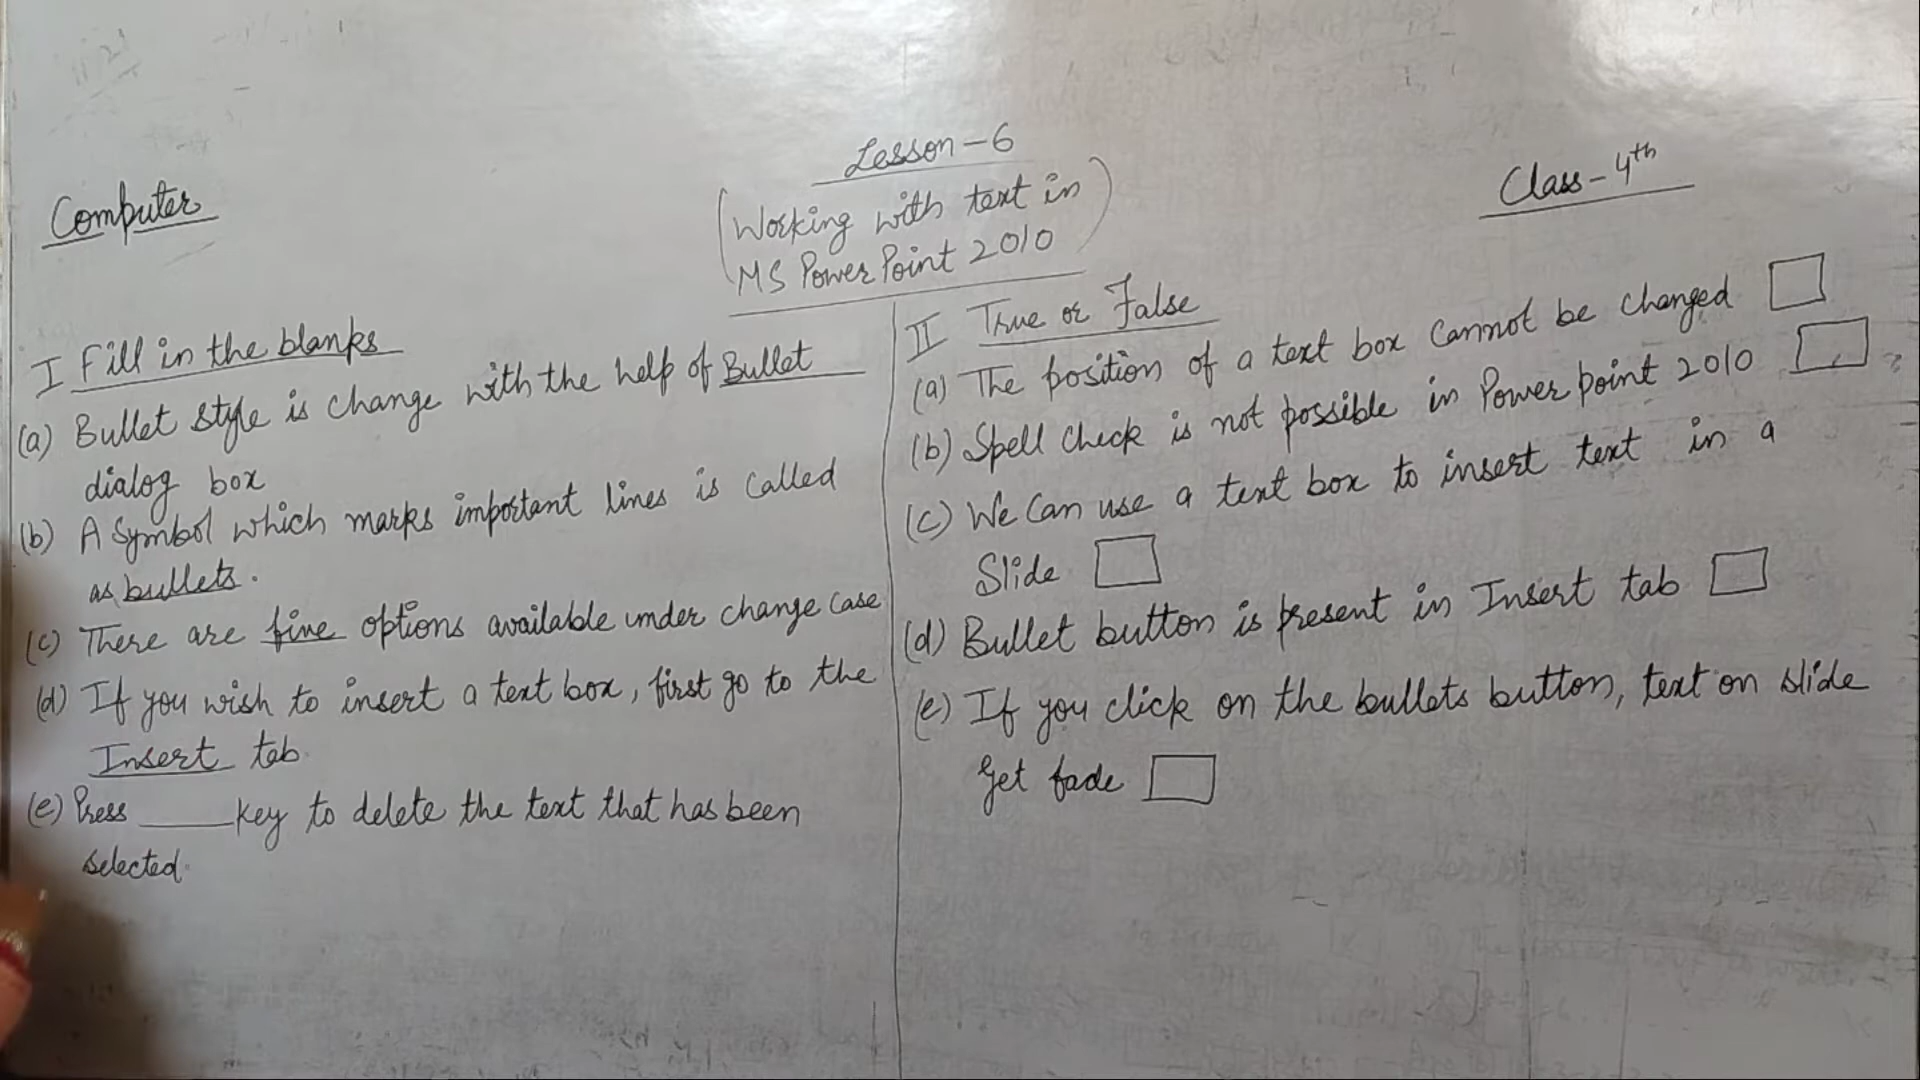 Computer
Lesson-6
(Working with text in
MS PowerPoint 2010)
Class-4th
I Fill in the blanks
(a) Bullet style is change with the help of Bullet
dialog box
(b) A Symbol which marks important lines is called
as bullets.
(c) There are five options available under change case
(d) If you wish to insert a text box, first go to the
Insert tab
(e) Press ____ key to delete the text that has been
selected.
II True or False
(a) The position of a text box cannot be changed
(b) Spell check is not possible in Power point 2010
(c) We Can use a text box to insert text in a
Slide
(d) Bullet button is present in Insert tab
(e) If you click on the bullets button, text on slide
Get fade